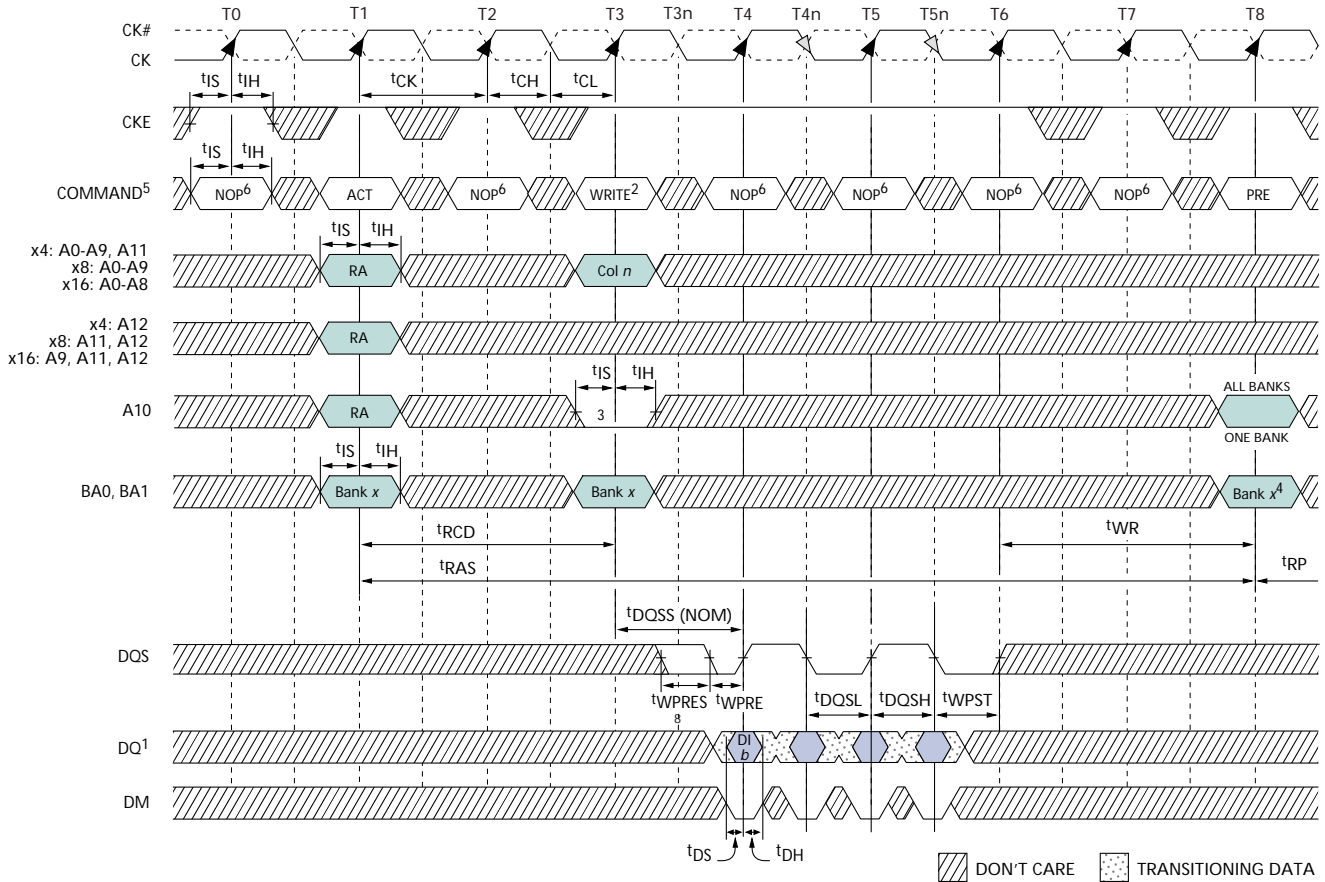 T0 T1 T2 T3 T3n T4 T4n T5 T5n T6 T7 T8
CK#
CK
tIS tIH tCK tCH tCL
CKE
tIS tIH
COMMAND5 NOP6 ACT NOP6 WRITE2 NOP6 NOP6 NOP6 NOP6 PRE
tIS tIH
x4: A0-A9, A11
x8: A0-A9
x16: A0-A8
RA Col n
x4: A12
x8: A11, A12
x16: A9, A11, A12
RA
tIS tIH
ALL BANKS
A10 RA 3
ONE BANK
tIS tIH
BA0, BA1 Bank x Bank x Bank x4
tRCD tWR
tRAS tRP
tDQSS (NOM)
DQS
tWPRES tWPRE tDQSL tDQSH tWPST
8
DQ1 DI
b
DM
tDS tDH
DON'T CARE TRANSITIONING DATA